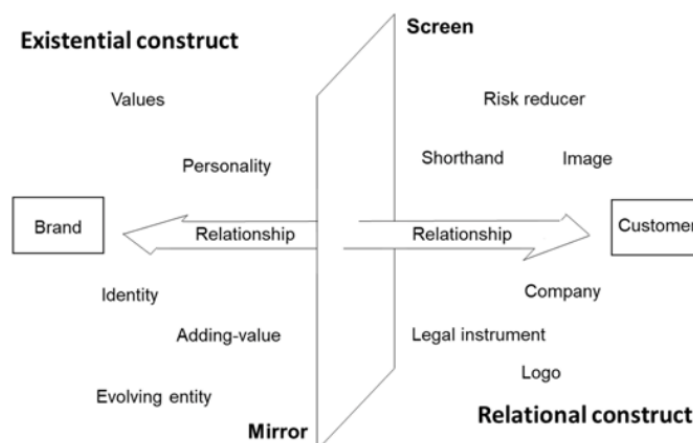 Existential construct
Screen
Values
Risk reducer
Personality
Shorthand
Image
Brand
Relationship
Relationship
Customer
Identity
Company
Adding-value
Legal instrument
Logo
Evolving entity
Mirror
Relational construct